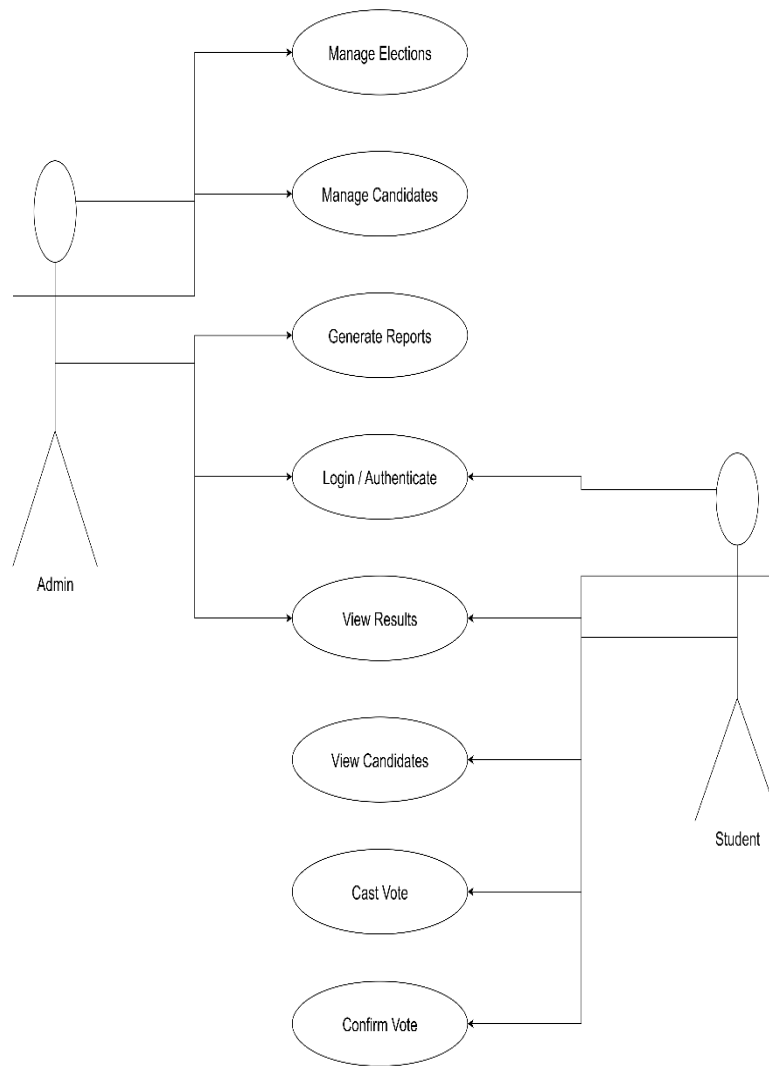 Manage Elections
Manage Candidates
Generate Reports
Login / Authenticate
Admin
View Results
View Candidates
Student
Cast Vote
Confirm Vote